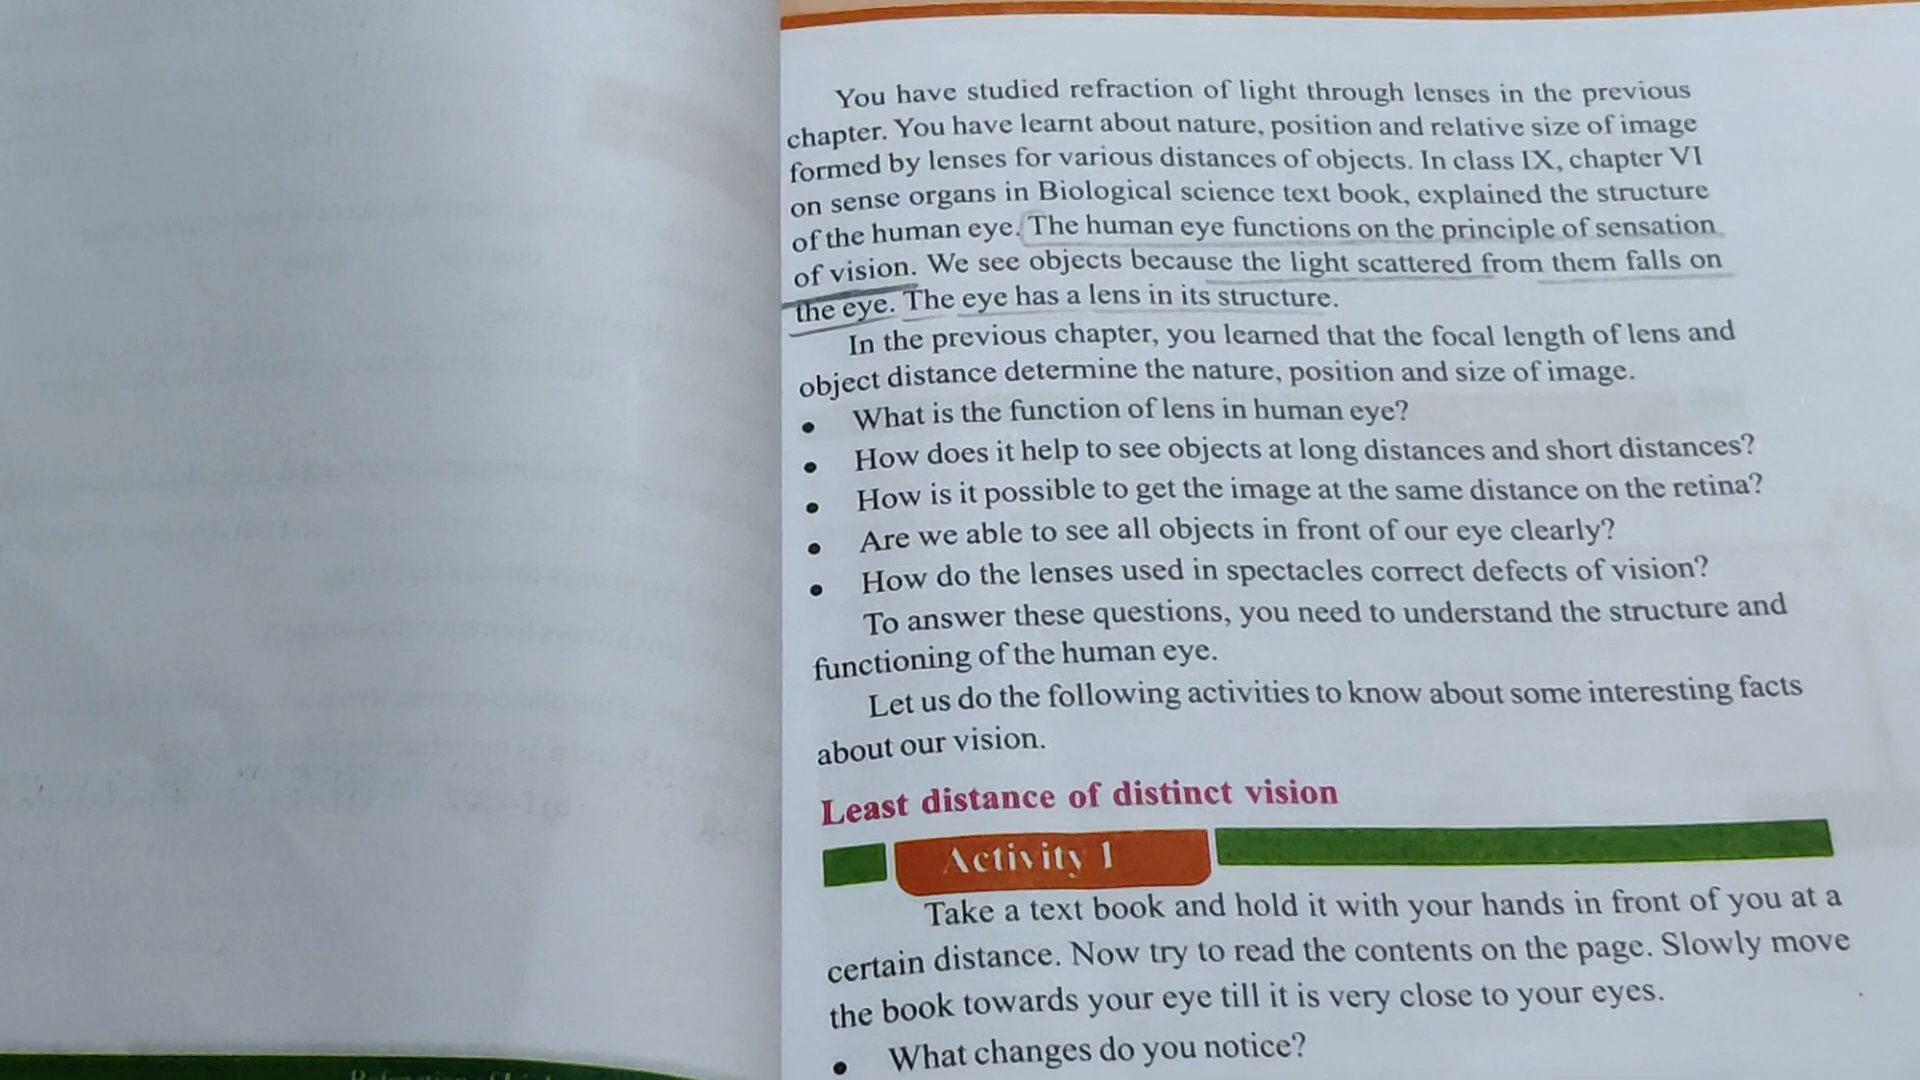 You have studied refraction of light through lenses in the previous
chapter. You have learnt about nature, position and relative size of image
formed by lenses for various distances of objects. In class IX, chapter VI
on sense organs in Biological science text book, explained the structure
of the human eye. The human eye functions on the principle of sensation
of vision. We see objects because the light scattered from them falls on
the eye. The eye has a lens in its structure.
In the previous chapter, you learned that the focal length of lens and
object distance determine the nature, position and size of image.
• What is the function of lens in human eye?
• How does it help to see objects at long distances and short distances?
• How is it possible to get the image at the same distance on the retina?
• Are we able to see all objects in front of our eye clearly?
• How do the lenses used in spectacles correct defects of vision?
To answer these questions, you need to understand the structure and
functioning of the human eye.
Let us do the following activities to know about some interesting facts
about our vision.
Least distance of distinct vision
Activity 1
Take a text book and hold it with your hands in front of you at a
certain distance. Now try to read the contents on the page. Slowly move
the book towards your eye till it is very close to your eyes.
• What changes do you notice?